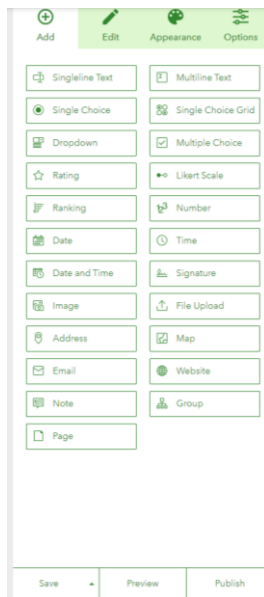 Add Edit Appearance Options
Singleline Text Multiline Text
Single Choice Single Choice Grid
Dropdown Multiple Choice
Rating Likert Scale
Ranking Number
Date Time
Date and Time Signature
Image File Upload
Address Map
Email Website
Note Group
Page
Save Preview Publish